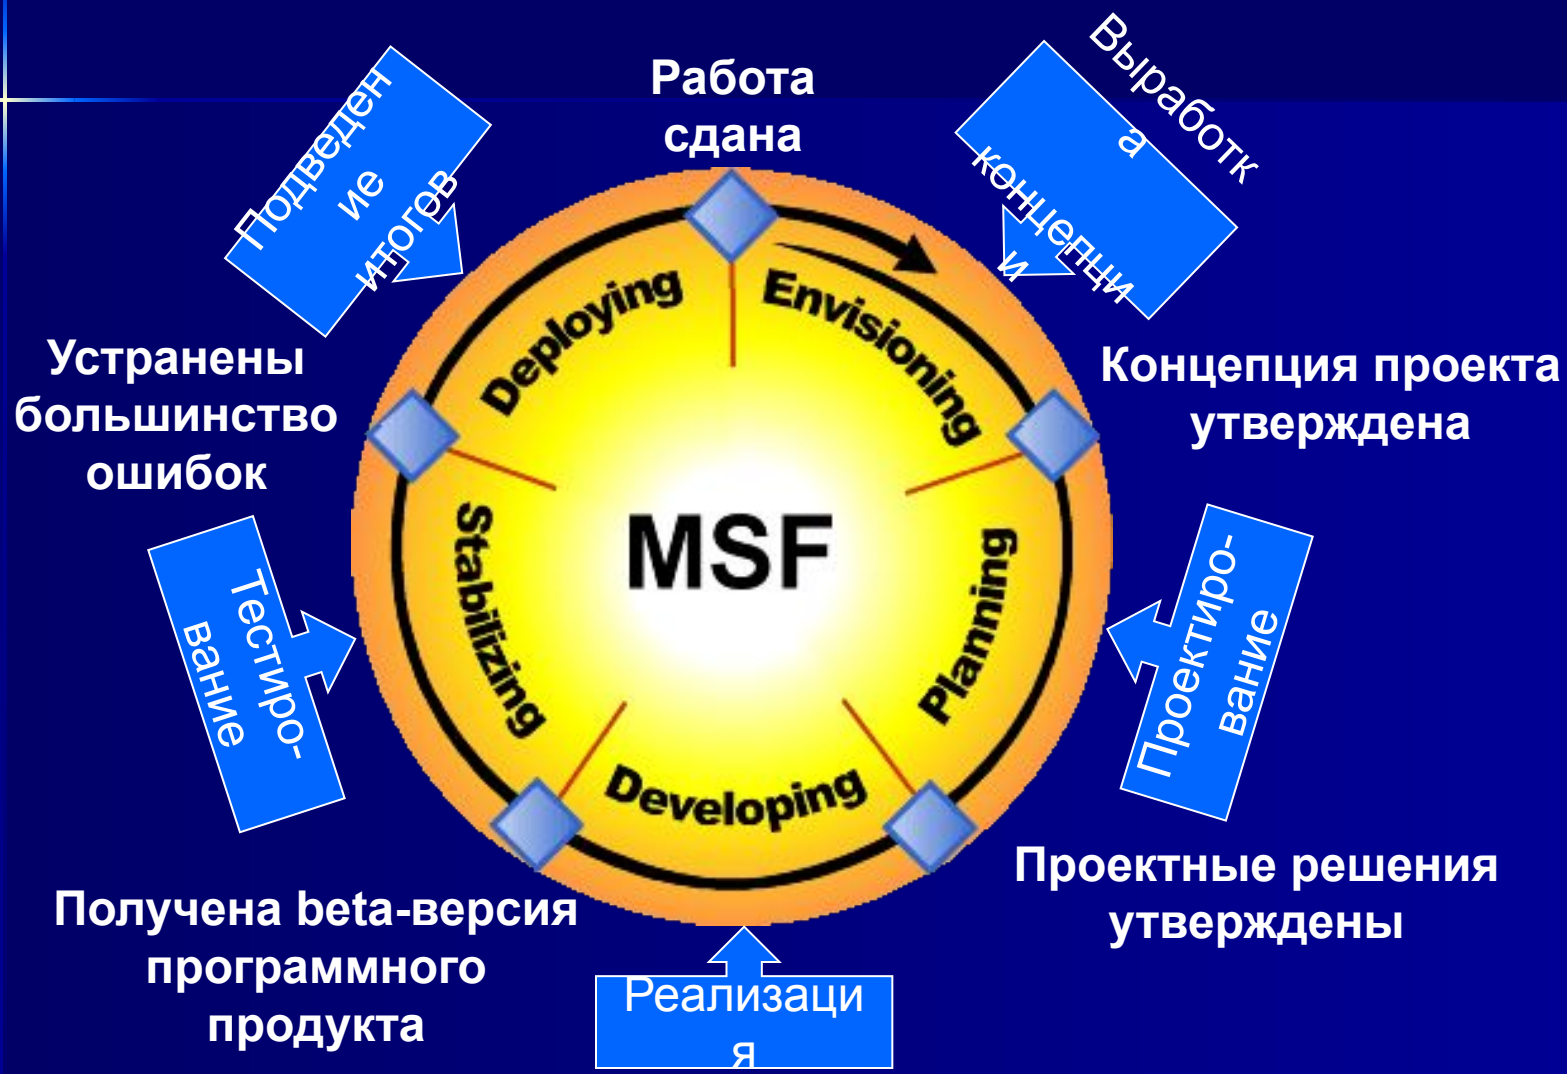 Работа
сдана
Подведен
ие
итогов
Выработк
а
концепци
и
Deploying
Envisioning
Устранены
большинство
ошибок
Концепция проекта
утверждена
MSF
Stabilizing
Planning
Тестиро-
вание
Проектиро-
вание
Developing
Получена beta-версия
программного
продукта
Проектные решения
утверждены
Реализаци
я